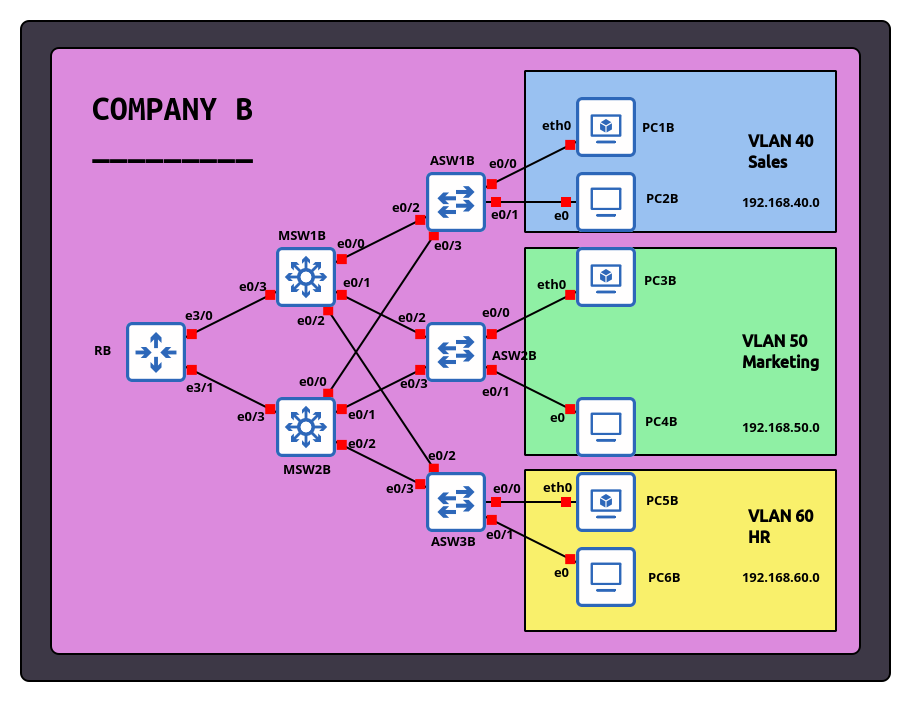 COMPANY B
__________
ASW1B
eth0
PC1B
VLAN 40
Sales
e0/0
e0/2
e0/1
e0
PC2B
192.168.40.0
MSW1B
e0/0
e0/3
e0/3
e0/1
e0/2
eth0
PC3B
e3/0
e0/2
e0/0
RB
ASW2B
VLAN 50
Marketing
e3/1
e0/0
e0/3
e0/1
e0/3
e0/1
e0
PC4B
192.168.50.0
e0/2
MSW2B
e0/2
e0/3
e0/0
eth0
PC5B
VLAN 60
HR
ASW3B
e0/1
e0
PC6B
192.168.60.0